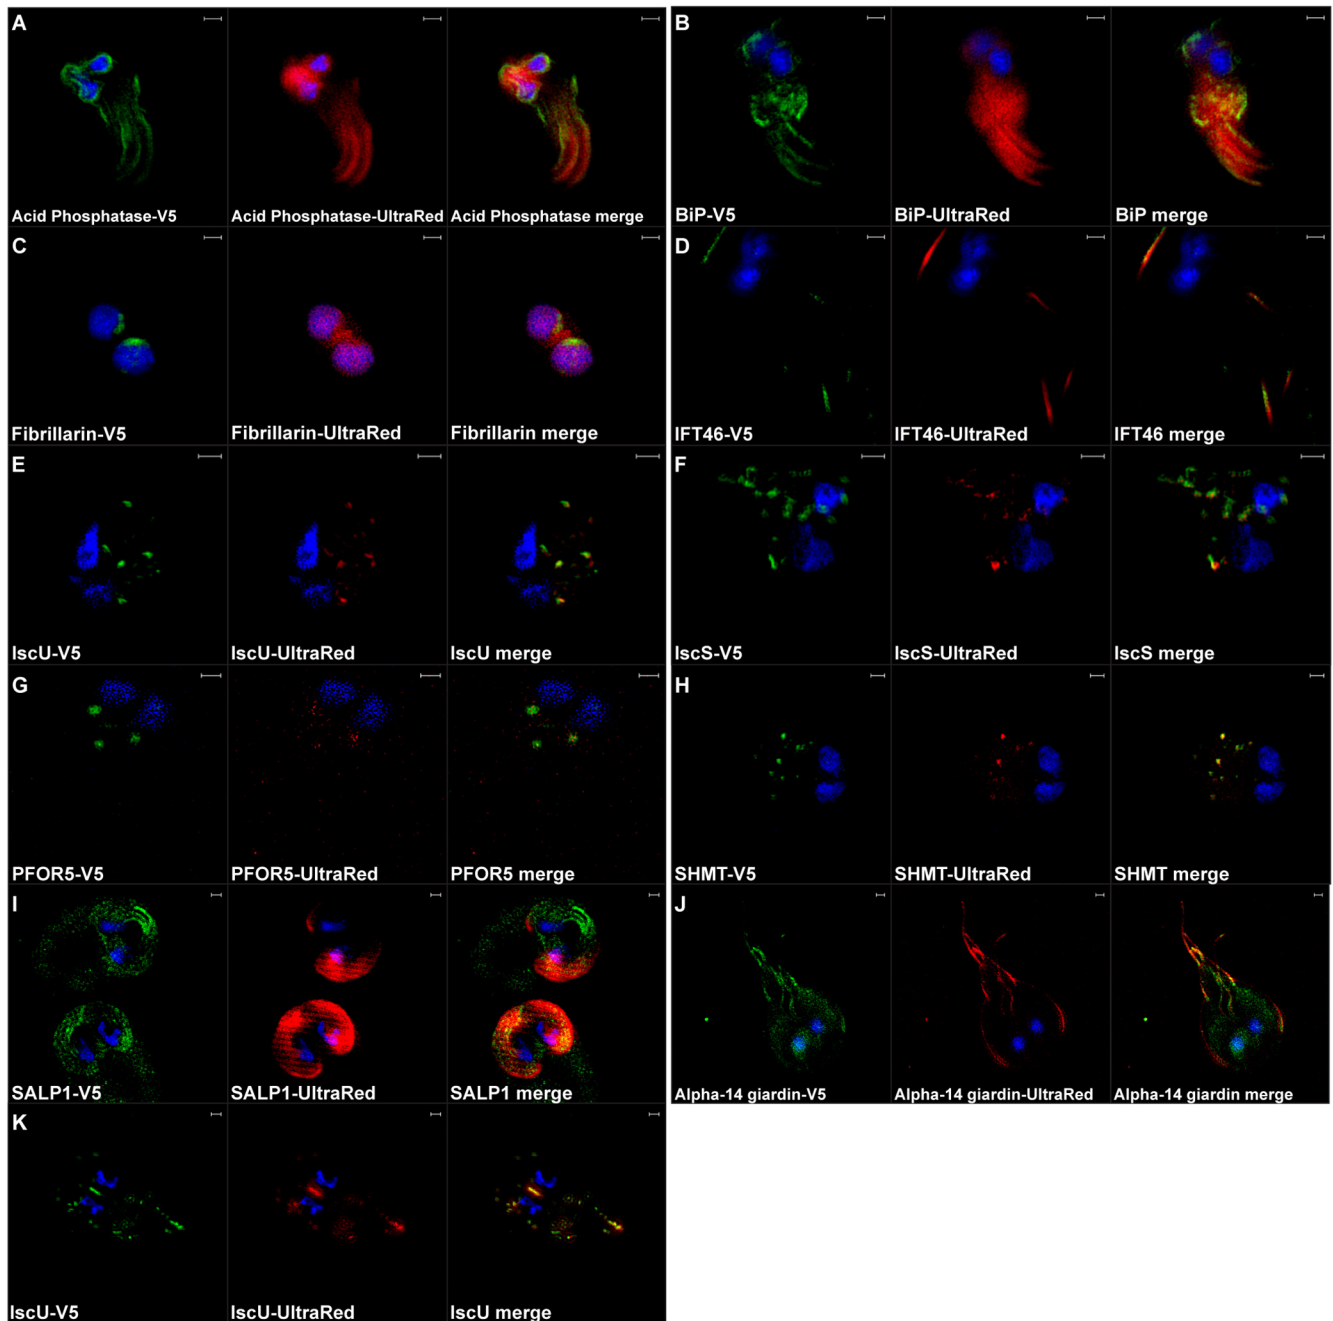 A
Acid Phosphatase-V5
Acid Phosphatase-UltraRed
Acid Phosphatase merge
B
BiP-V5
BiP-UltraRed
BiP merge
C
Fibrillarin-V5
Fibrillarin-UltraRed
Fibrillarin merge
D
IFT46-V5
IFT46-UltraRed
IFT46 merge
E
IscU-V5
IscU-UltraRed
IscU merge
F
IscS-V5
IscS-UltraRed
IscS merge
G
PFOR5-V5
PFOR5-UltraRed
PFOR5 merge
H
SHMT-V5
SHMT-UltraRed
SHMT merge
I
SALP1-V5
SALP1-UltraRed
SALP1 merge
J
Alpha-14 giardin-V5
Alpha-14 giardin-UltraRed
Alpha-14 giardin merge
K
IscU-V5
IscU-UltraRed
IscU merge